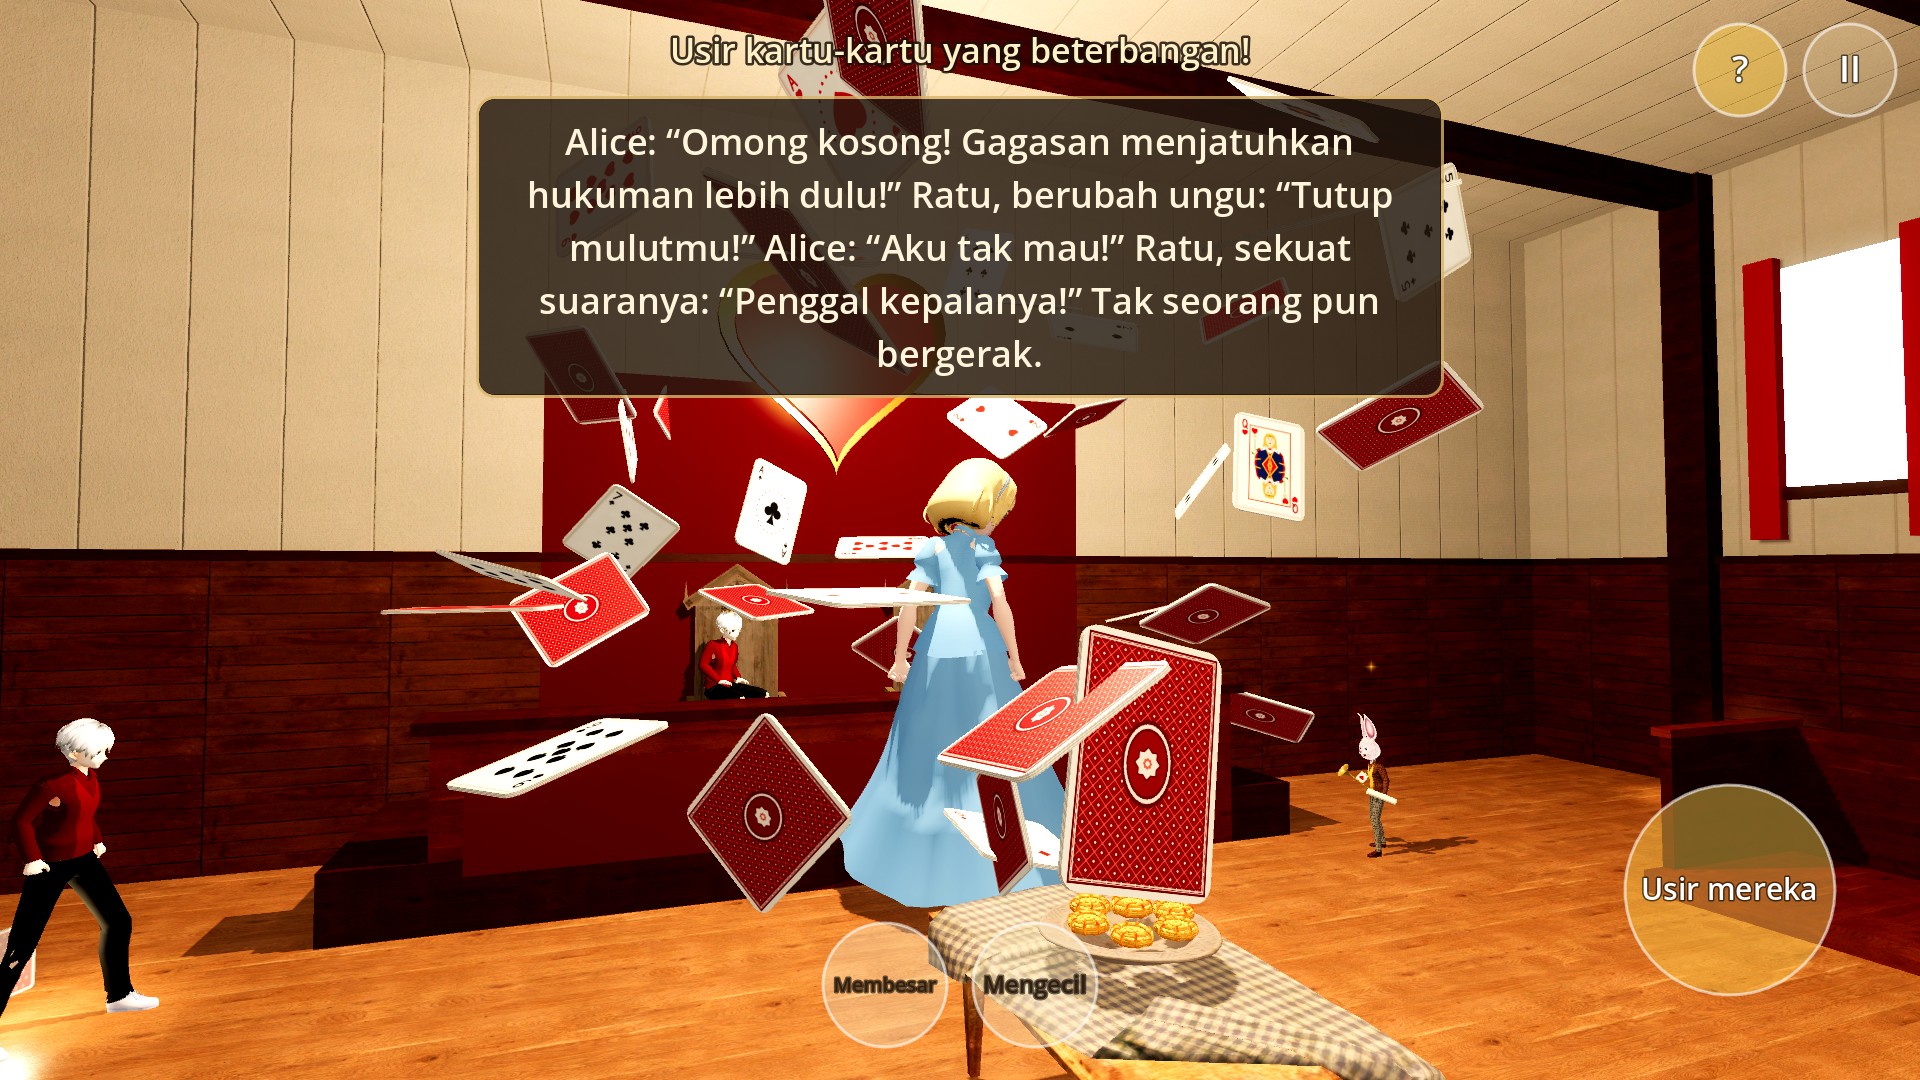 Usir kartu-kartu yang beterbangan!
?
Alice: “Omong kosong! Gagasan menjatuhkan
hukuman lebih dulu!” Ratu, berubah ungu: “Tutup
mulutmu!” Alice: “Aku tak mau!” Ratu, sekuat
suaranya: “Penggal kepalanya!” Tak seorang pun
bergerak.
Usir mereka
Membesar
Mengecil